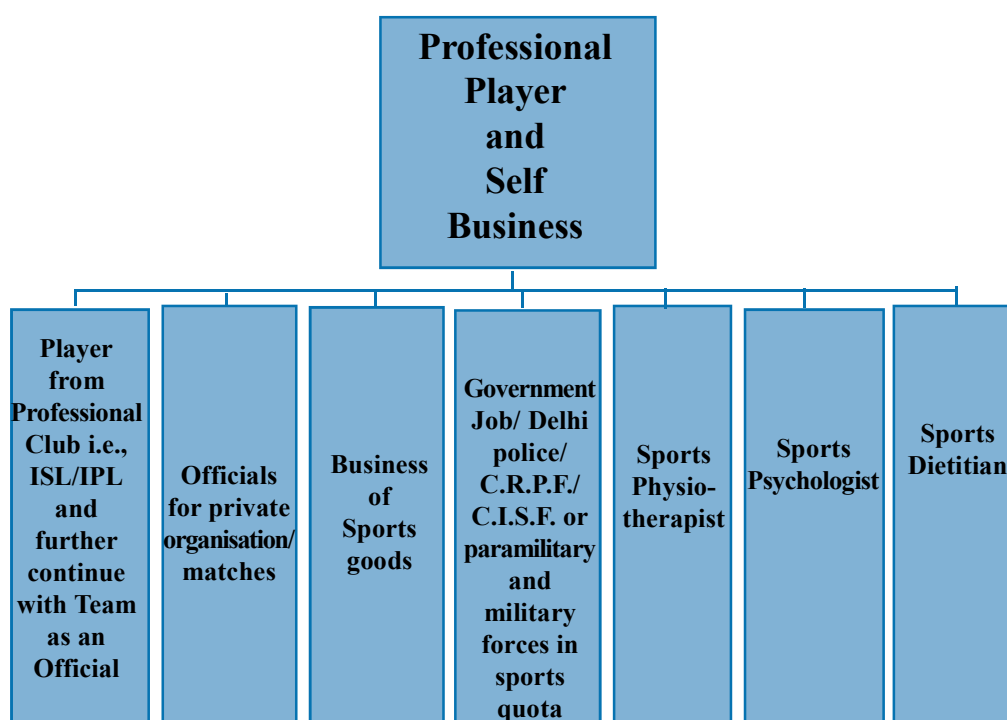 Professional
Player
and
Self
Business
Player
from
Professional
Club i.e.,
ISL/IPL
and
further
continue
with Team
as an
Official
Officials
for private
organisation/
matches
Business
of
Sports
goods
Government
Job/ Delhi
police/
C.R.P.F./
C.I.S.F. or
paramilitary
and
military
forces in
sports
quota
Sports
Physio-
therapist
Sports
Psychologist
Sports
Dietitian